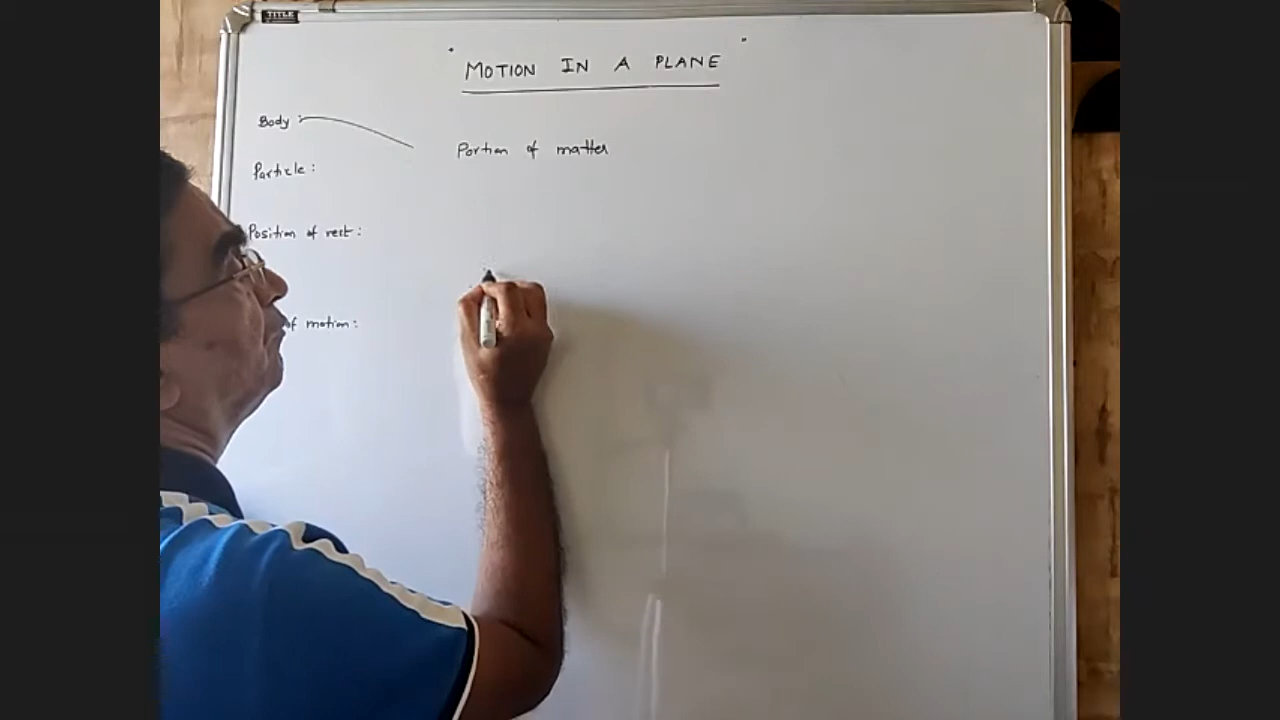 TITLE
" MOTION IN A PLANE "
Body :
Portion of matter
Particle :
Position of rest :
of motion :